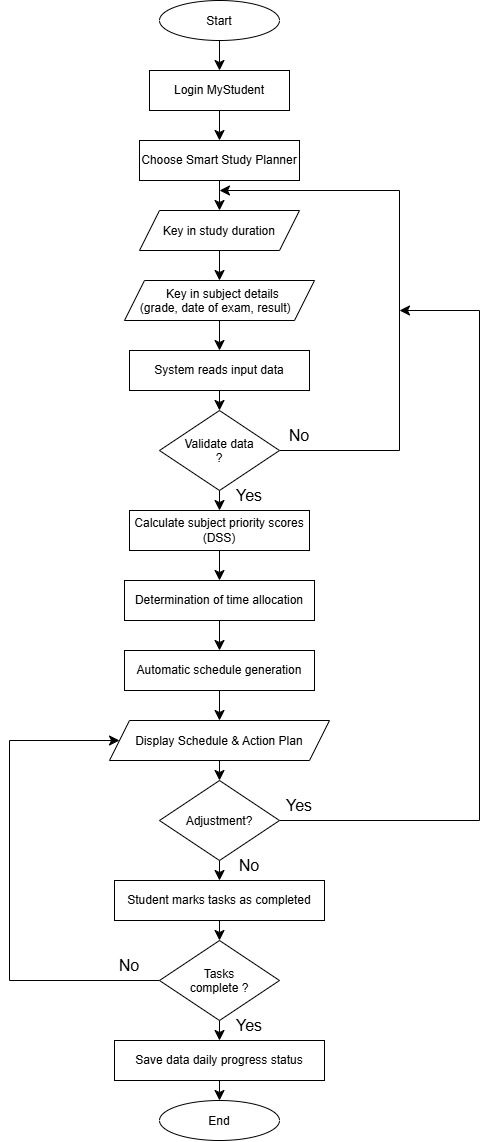 Start
Login MyStudent
Choose Smart Study Planner
Key in study duration
Key in subject details
(grade, date of exam, result)
System reads input data
Validate data
?
No
Yes
Calculate subject priority scores
(DSS)
Determination of time allocation
Automatic schedule generation
Display Schedule & Action Plan
Adjustment?
Yes
No
Student marks tasks as completed
Tasks
complete ?
No
Yes
Save data daily progress status
End